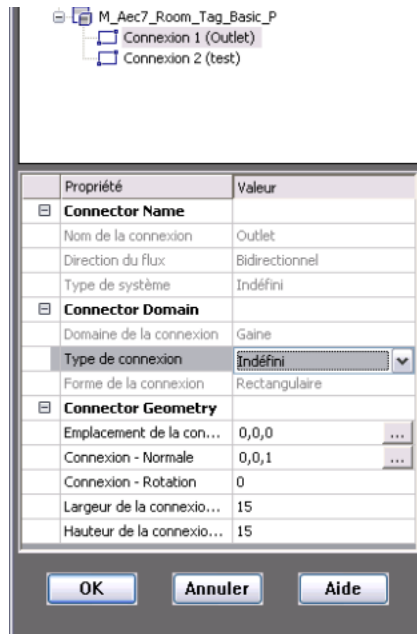 M_Aec7_Room_Tag_Basic_P
Connexion 1 (Outlet)
Connexion 2 (test)
Propriété Valeur
Connector Name
Nom de la connexion Outlet
Direction du flux Bidirectionnel
Type de système Indéfini
Connector Domain
Domaine de la connexion Gaine
Type de connexion Indéfini
Forme de la connexion Rectangulaire
Connector Geometry
Emplacement de la con... 0,0,0 ...
Connexion - Normale 0,0,1 ...
Connexion - Rotation 0
Largeur de la connexio... 15
Hauteur de la connexio... 15
OK Annuler Aide